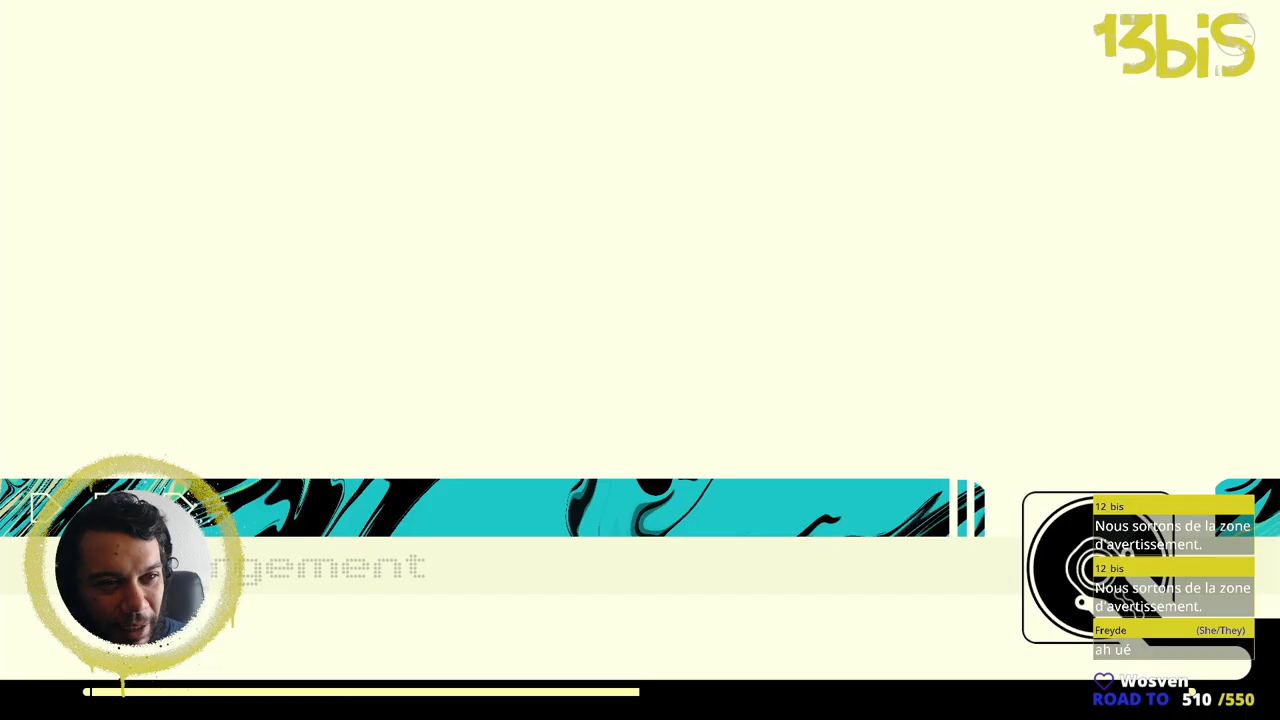 13bis
ngement
12 bis
Nous sortons de la zone
d'avertissement.
12 bis
Nous sortons de la zone
d'avertissement.
Freyde (She/They)
ah ué
Wosven
ROAD TO 510 /550